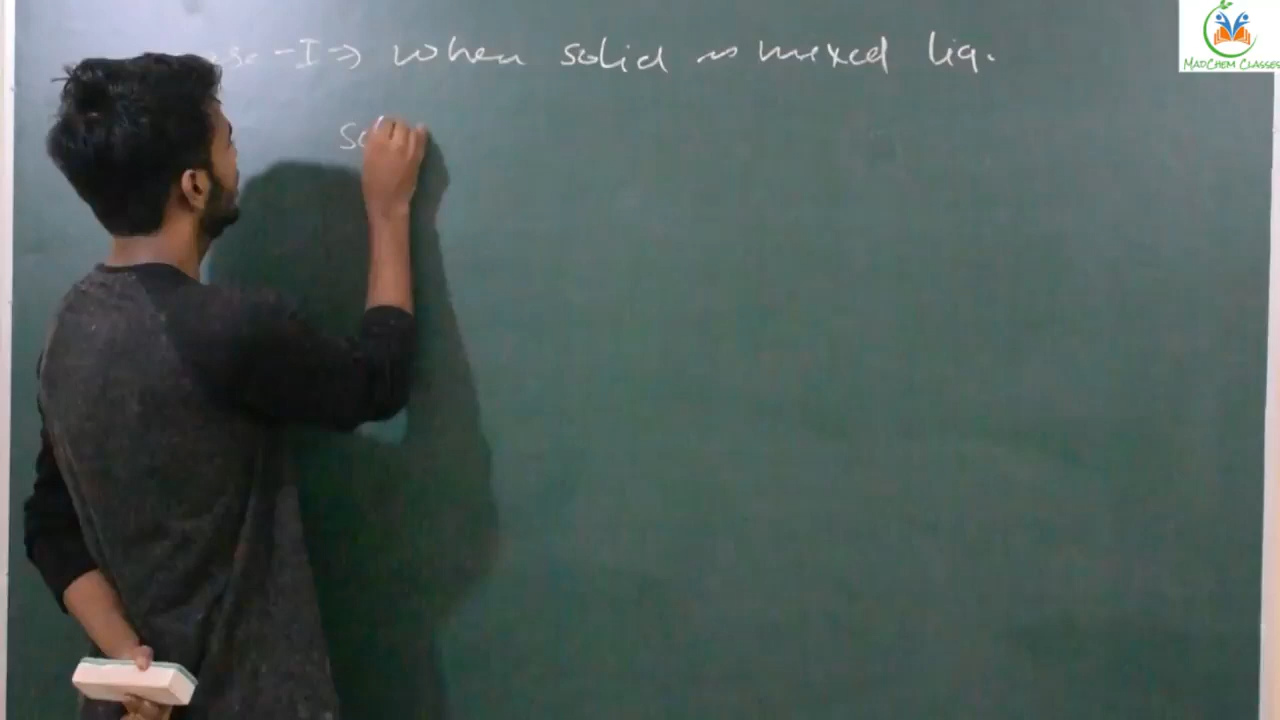 -I → when solid is mixed liq.
MADCHEM CLASSES